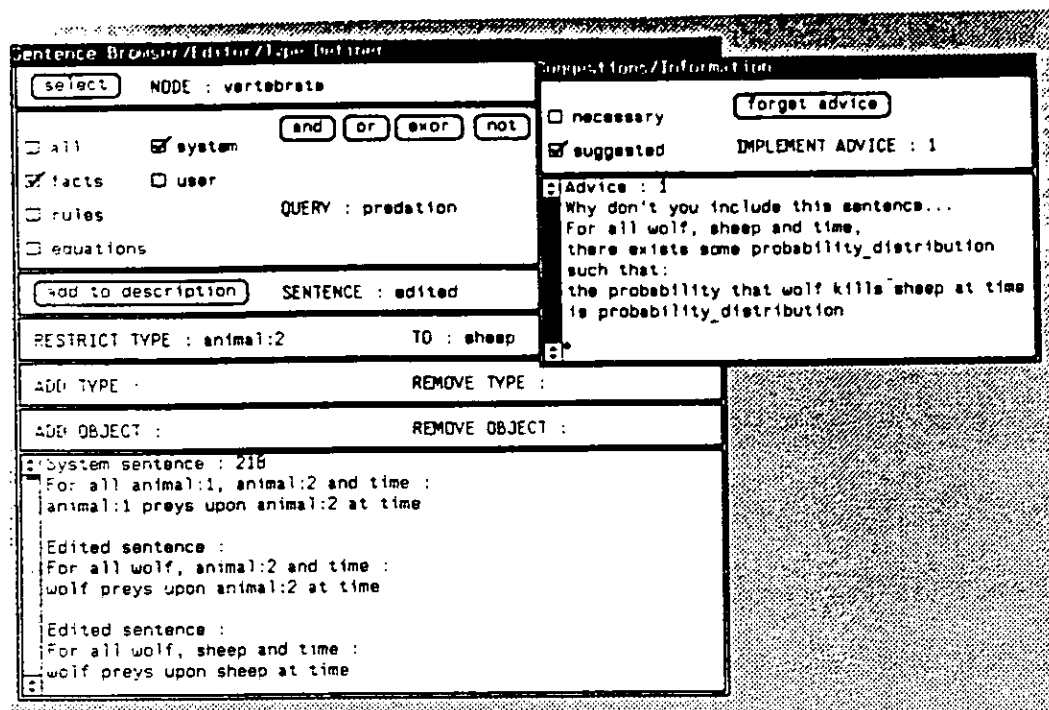 Sentence Browser/Editor/Type Definer
select NODE : vertebrate
and or exor not
all system
facts user
rules QUERY : predation
equations
add to description SENTENCE : edited
RESTRICT TYPE : animal:2 TO : sheep
ADD TYPE : REMOVE TYPE :
ADD OBJECT : REMOVE OBJECT :
System sentence : 218
For all animal:1, animal:2 and time :
animal:1 preys upon animal:2 at time
Edited sentence :
For all wolf, animal:2 and time :
wolf preys upon animal:2 at time
Edited sentence :
For all wolf, sheep and time :
wolf preys upon sheep at time
Suggestions/Information
necessary forget advice
suggested IMPLEMENT ADVICE : 1
Advice : 1
Why don't you include this sentence...
For all wolf, sheep and time,
there exists some probability_distribution
such that:
the probability that wolf kills sheep at time
is probability_distribution